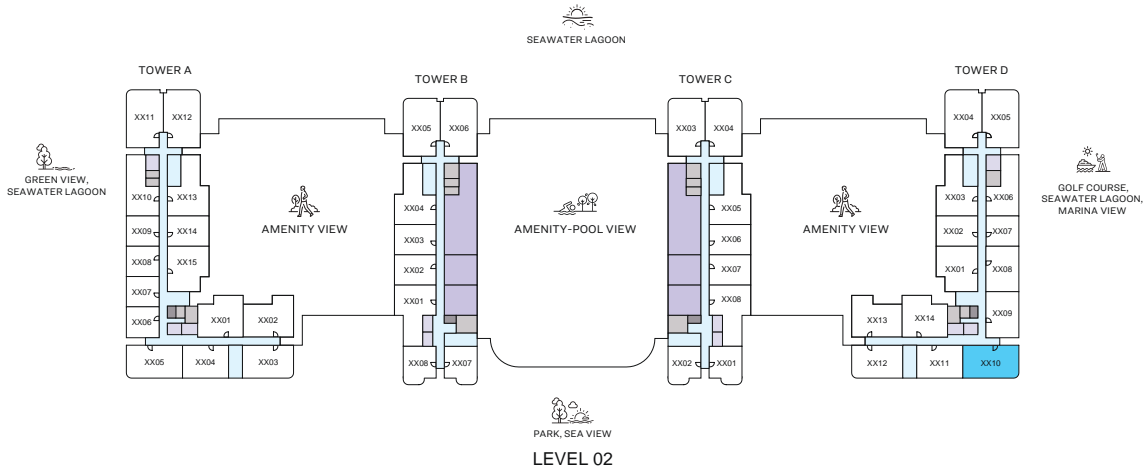 SEAWATER LAGOON
TOWER A
TOWER B
TOWER C
TOWER D
XX11
XX12
XX05
XX06
XX03
XX04
XX04
XX05
GREEN VIEW,
SEAWATER LAGOON
GOLF COURSE,
SEAWATER LAGOON,
MARINA VIEW
XX10
XX13
XX04
XX05
XX03
XX06
AMENITY VIEW
AMENITY-POOL VIEW
AMENITY VIEW
XX09
XX14
XX03
XX06
XX02
XX07
XX08
XX15
XX02
XX07
XX01
XX08
XX07
XX01
XX08
XX06
XX01
XX02
XX13
XX14
XX09
XX05
XX04
XX03
XX08
XX07
XX02
XX01
XX12
XX11
XX10
PARK, SEA VIEW
LEVEL 02